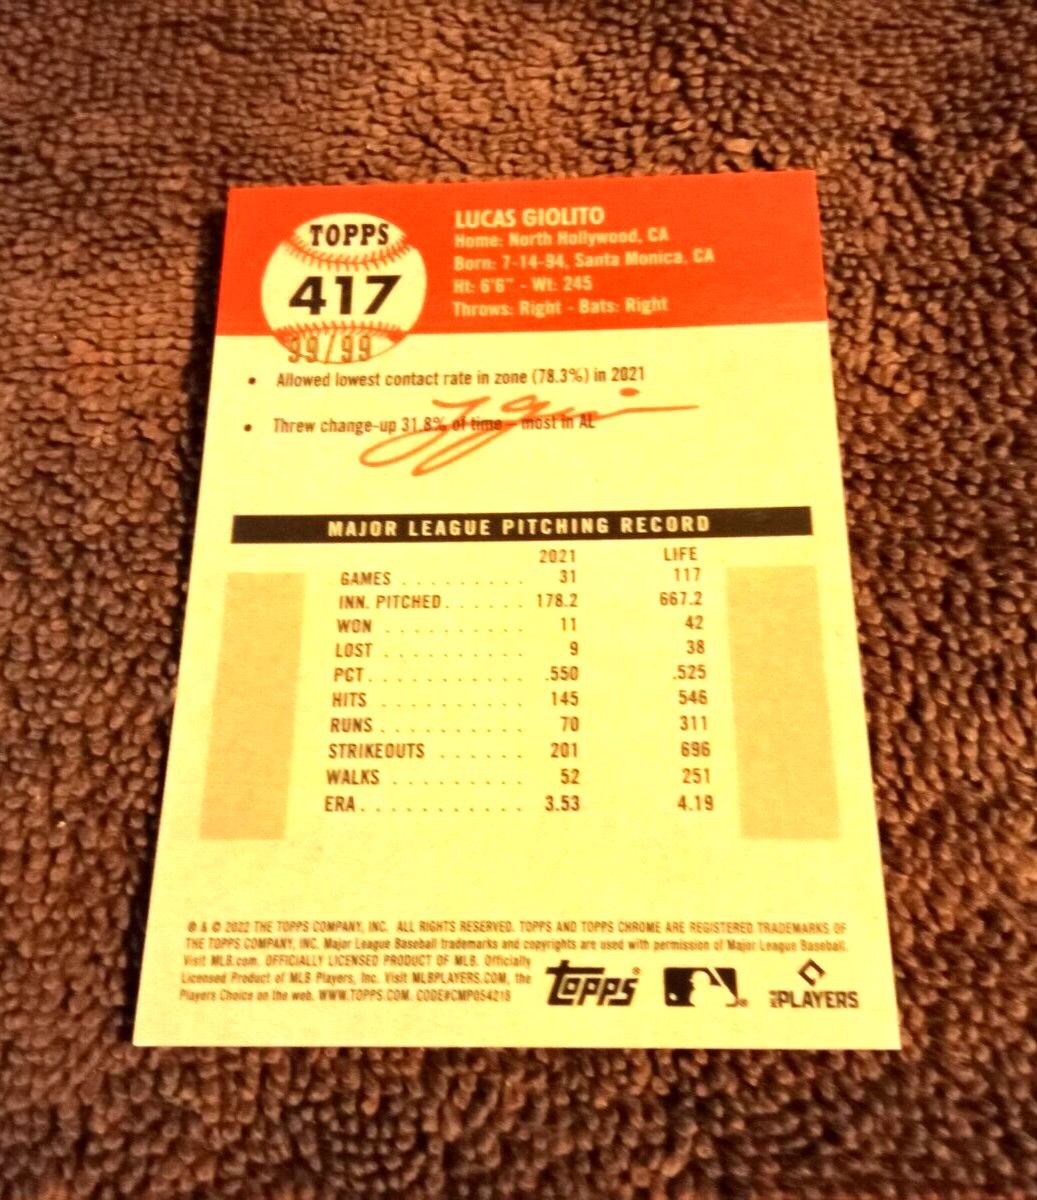 TOPPS
417
99/99
LUCAS GIOLITO
Home: North Hollywood, CA
Born: 7-14-94, Santa Monica, CA
Ht: 6'6" - Wt: 245
Throws: Right - Bats: Right
• Allowed lowest contact rate in zone (78.3%) in 2021
• Threw change-up 31.8% of time – most in AL
MAJOR LEAGUE PITCHING RECORD
2021 LIFE
GAMES . . . . . . . . . . 31 117
INN. PITCHED . . . . . . 178.2 667.2
WON . . . . . . . . . . 11 42
LOST . . . . . . . . . . 9 38
PCT . . . . . . . . . . . .550 .525
HITS . . . . . . . . . . 145 546
RUNS . . . . . . . . . . 70 311
STRIKEOUTS . . . . . . 201 696
WALKS . . . . . . . . . 52 251
ERA . . . . . . . . . . . 3.53 4.19
® & © 2022 THE TOPPS COMPANY, INC. ALL RIGHTS RESERVED. TOPPS AND TOPPS CHROME ARE REGISTERED TRADEMARKS OF
THE TOPPS COMPANY, INC. Major League Baseball trademarks and copyrights are used with permission of Major League Baseball.
Visit MLB.com. OFFICIALLY LICENSED PRODUCT OF MLB. Officially
Licensed Product of MLB Players, Inc. Visit MLBPLAYERS.COM, the
Players Choice on the web. WWW.TOPPS.COM. CODE#CMP054218
topps®
MLB PLAYERS